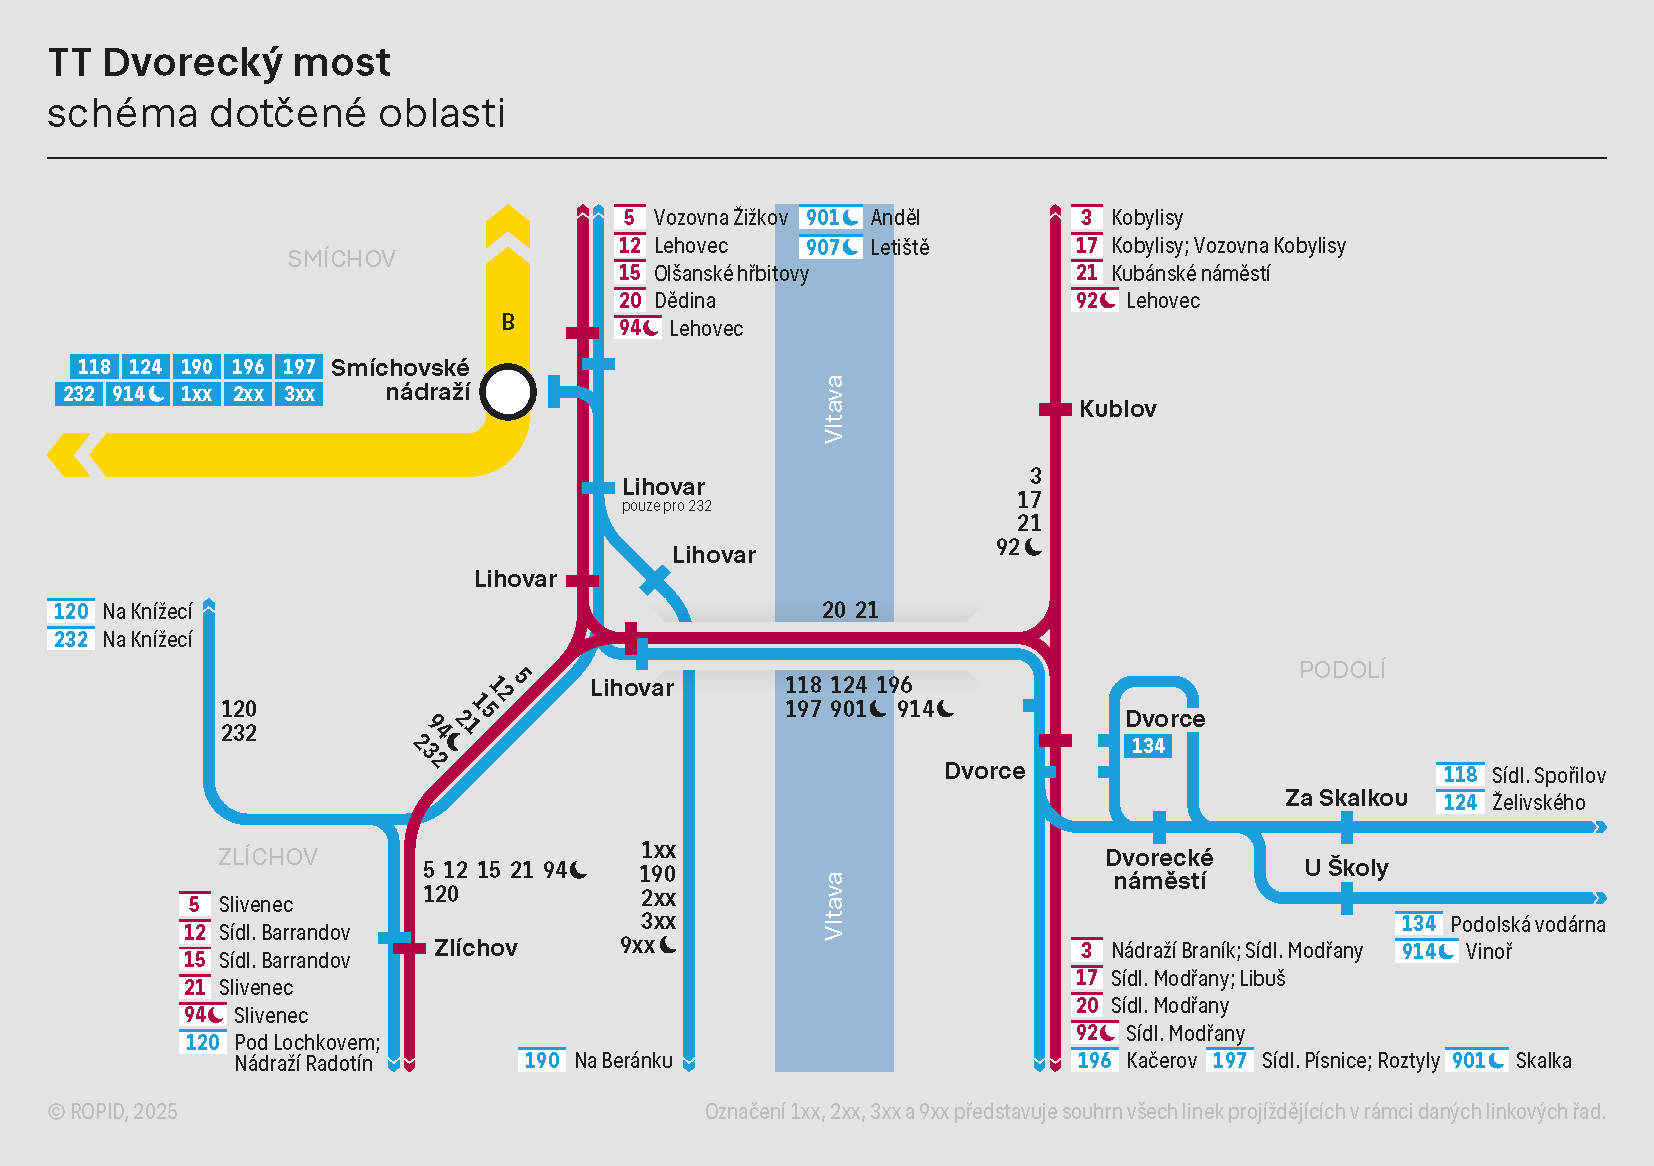 TT Dvorecký most
schéma dotčené oblasti
SMÍCHOV
B
118 124 190 196 197
232 914 1xx 2xx 3xx
Smíchovské
nádraží
5 Vozovna Žižkov
12 Lehovec
15 Olšanské hřbitovy
20 Dědina
94 Lehovec
901 Anděl
907 Letiště
3 Kobylisy
17 Kobylisy; Vozovna Kobylisy
21 Kubánské náměstí
92 Lehovec
Vltava
Kublov
Lihovar
pouze pro 232
3
17
21
92
Lihovar
Lihovar
120 Na Knížecí
232 Na Knížecí
20 21
120
232
5
12
15
21
94
232
Lihovar
118 124 196
197 901 914
PODOLÍ
Dvorce
134
Dvorce
118 Sídl. Spořilov
124 Želivského
Za Skalkou
ZLÍCHOV
5 12 15 21 94
120
1xx
190
2xx
3xx
9xx
Vltava
Dvorecké
náměstí
U Školy
134 Podolská vodárna
914 Vinoř
5 Slivenec
12 Sídl. Barrandov
15 Sídl. Barrandov
21 Slivenec
94 Slivenec
120 Pod Lochkovem;
Nádraží Radotín
Zlíchov
190 Na Beránku
3 Nádraží Braník; Sídl. Modřany
17 Sídl. Modřany; Libuš
20 Sídl. Modřany
92 Sídl. Modřany
196 Kačerov 197 Sídl. Písnice; Roztyly 901 Skalka
© ROPID, 2025
Označení 1xx, 2xx, 3xx a 9xx představuje souhrn všech linek projíždějících v rámci daných linkových řad.